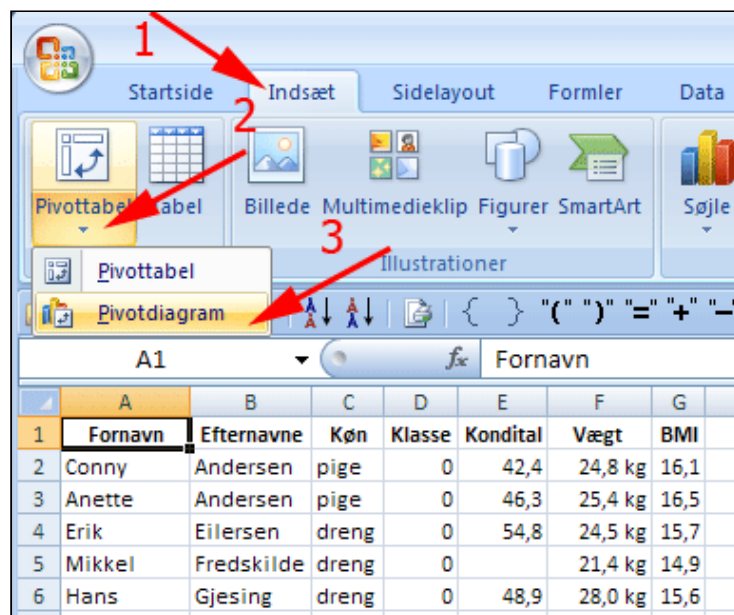 1
Startside Indsæt Sidelayout Formler Data
2
Pivottabel Tabel Billede Multimedieklip Figurer SmartArt Søjle
3
Illustrationer
Pivottabel
Pivotdiagram
{ } "(" ")" "=" "+" "–"
A1 fx Fornavn
A B C D E F G
1 Fornavn Efternavne Køn Klasse Kondital Vægt BMI
2 Conny Andersen pige 0 42,4 24,8 kg 16,1
3 Anette Andersen pige 0 46,3 25,4 kg 16,5
4 Erik Eilersen dreng 0 54,8 24,5 kg 15,7
5 Mikkel Fredskilde dreng 0 21,4 kg 14,9
6 Hans Gjesing dreng 0 48,9 28,0 kg 15,6